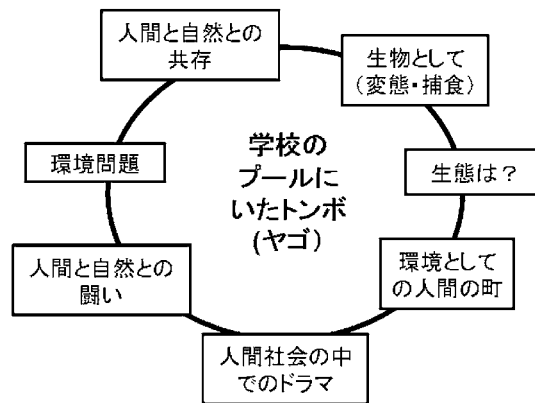 人間と自然との
共存
生物として
(変態・捕食)
環境問題
学校の
プールに
いたトンボ
(ヤゴ)
生態は？
人間と自然との
闘い
環境として
の人間の町
人間社会の中
でのドラマ